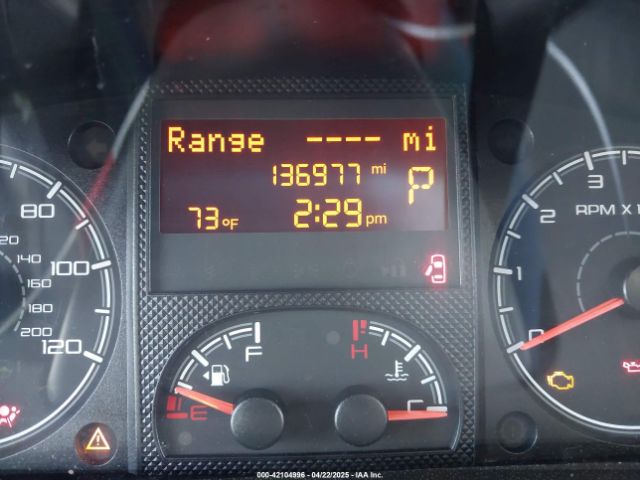 Range ---- mi
136977 mi
P
73°F
2:29 pm
80
100
120
120
140
160
180
200
0
1
2
3
RPM X 1
F
E
H
C
©-42104996 - 04/22/2025 - IAA Inc.